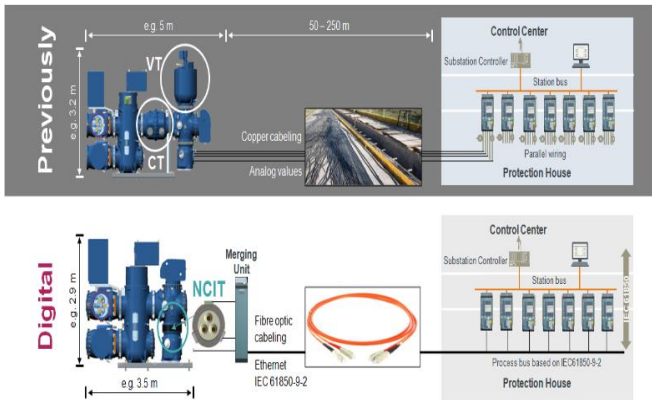 Previously
e.g. 5 m
50 – 250 m
e.g. 3.2 m
VT
CT
Copper cabeling
Analog values
Control Center
Substation Controller
Station bus
Parallel wiring
Protection House
Digital
e.g. 2.9 m
e.g. 3.5 m
NCIT
Merging
Unit
Fibre optic
cabeling
Ethernet
IEC 61850-9-2
Control Center
Substation Controller
Station bus
IEC 61850
Process bus based on IEC61850-9-2
Protection House